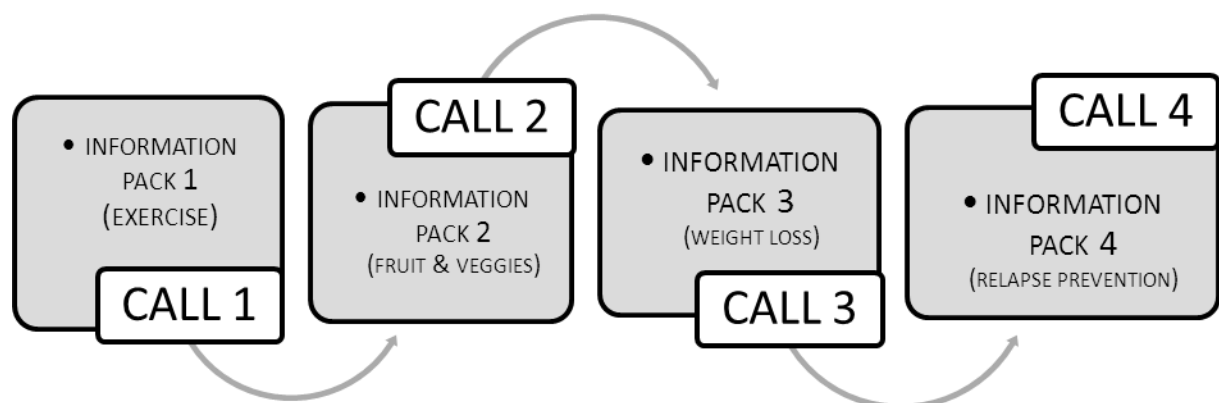 • INFORMATION
PACK 1
(EXERCISE)
CALL 1
CALL 2
• INFORMATION
PACK 2
(FRUIT & VEGGIES)
• INFORMATION
PACK 3
(WEIGHT LOSS)
CALL 3
CALL 4
• INFORMATION
PACK 4
(RELAPSE PREVENTION)